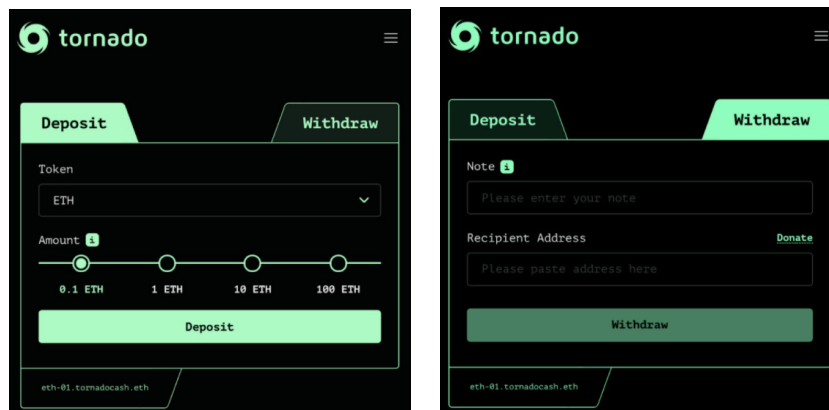 tornado
Deposit
Withdraw
Token
ETH
Amount i
0.1 ETH 1 ETH 10 ETH 100 ETH
Deposit
eth-01.tornadocash.eth
tornado
Deposit
Withdraw
Note i
Please enter your note
Recipient Address Donate
Please paste address here
Withdraw
eth-01.tornadocash.eth